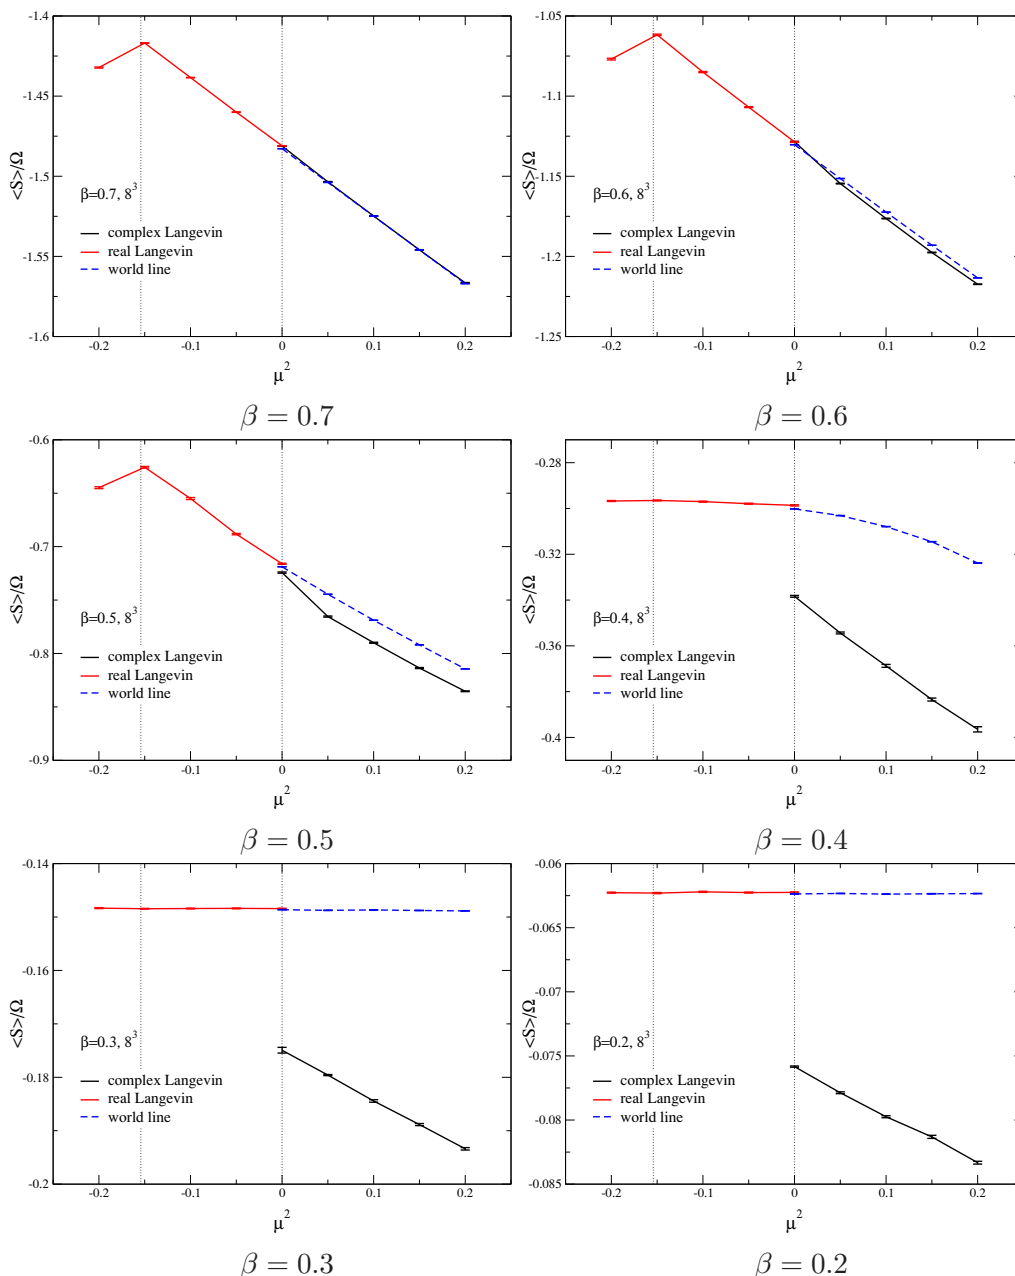 -1.4
-1.45
-1.5
-1.55
-1.6
<S>/Ω
β=0.7, 8³
complex Langevin
real Langevin
world line
-0.2 -0.1 0 0.1 0.2
μ²
β = 0.7
-1.05
-1.1
-1.15
-1.2
-1.25
<S>/Ω
β=0.6, 8³
complex Langevin
real Langevin
world line
-0.2 -0.1 0 0.1 0.2
μ²
β = 0.6
-0.6
-0.7
-0.8
-0.9
<S>/Ω
β=0.5, 8³
complex Langevin
real Langevin
world line
-0.2 -0.1 0 0.1 0.2
μ²
β = 0.5
-0.28
-0.32
-0.36
-0.4
<S>/Ω
β=0.4, 8³
complex Langevin
real Langevin
world line
-0.2 -0.1 0 0.1 0.2
μ²
β = 0.4
-0.14
-0.16
-0.18
-0.2
<S>/Ω
β=0.3, 8³
complex Langevin
real Langevin
world line
-0.2 -0.1 0 0.1 0.2
μ²
β = 0.3
-0.06
-0.065
-0.07
-0.075
-0.08
-0.085
<S>/Ω
β=0.2, 8³
complex Langevin
real Langevin
world line
-0.2 -0.1 0 0.1 0.2
μ²
β = 0.2